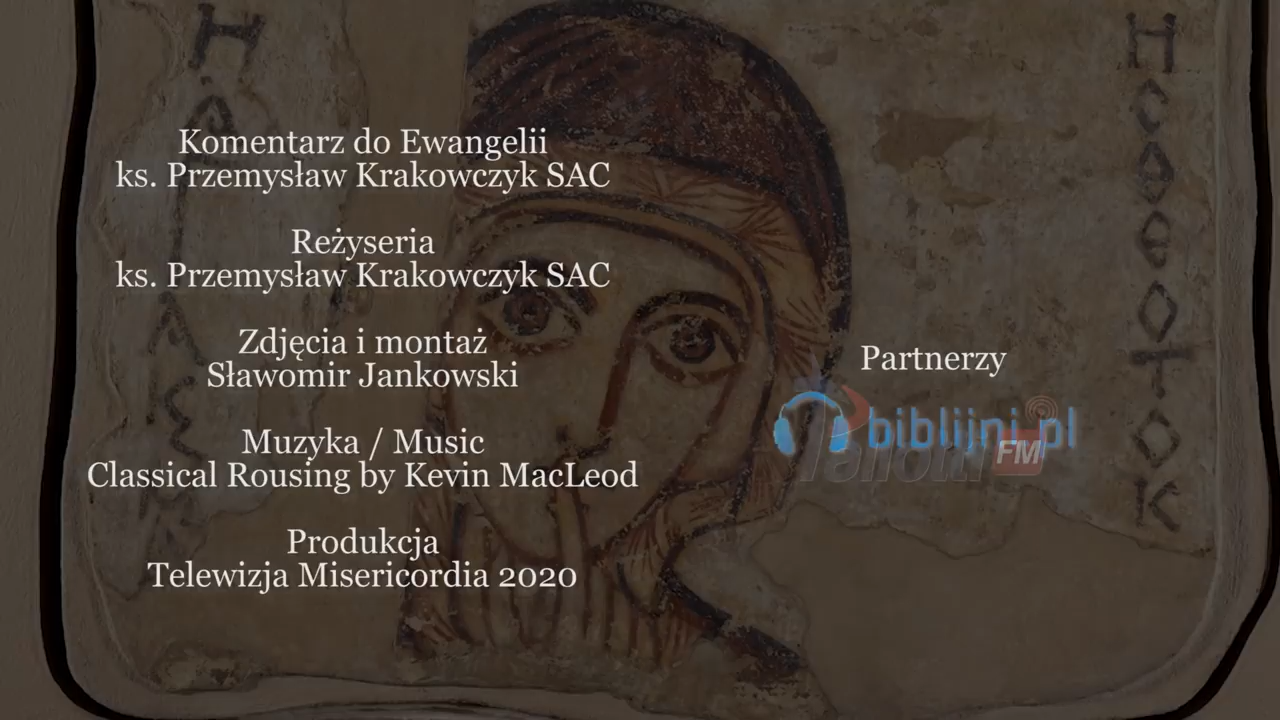 Komentarz do Ewangelii
ks. Przemysław Krakowczyk SAC
Reżyseria
ks. Przemysław Krakowczyk SAC
Zdjęcia i montaż
Sławomir Jankowski
Muzyka / Music
Classical Rousing by Kevin MacLeod
Produkcja
Telewizja Misericordia 2020
Partnerzy
biblijni.pl
FM